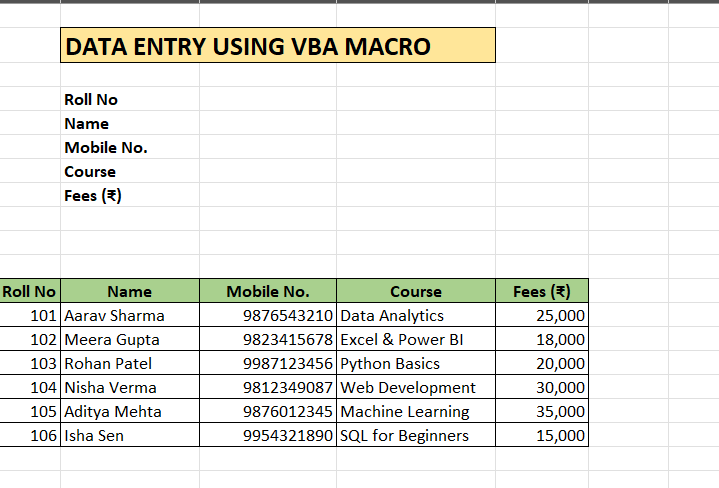 DATA ENTRY USING VBA MACRO
Roll No
Name
Mobile No.
Course
Fees (₹)
Roll No Name Mobile No. Course Fees (₹)
101 Aarav Sharma 9876543210 Data Analytics 25,000
102 Meera Gupta 9823415678 Excel & Power BI 18,000
103 Rohan Patel 9987123456 Python Basics 20,000
104 Nisha Verma 9812349087 Web Development 30,000
105 Aditya Mehta 9876012345 Machine Learning 35,000
106 Isha Sen 9954321890 SQL for Beginners 15,000